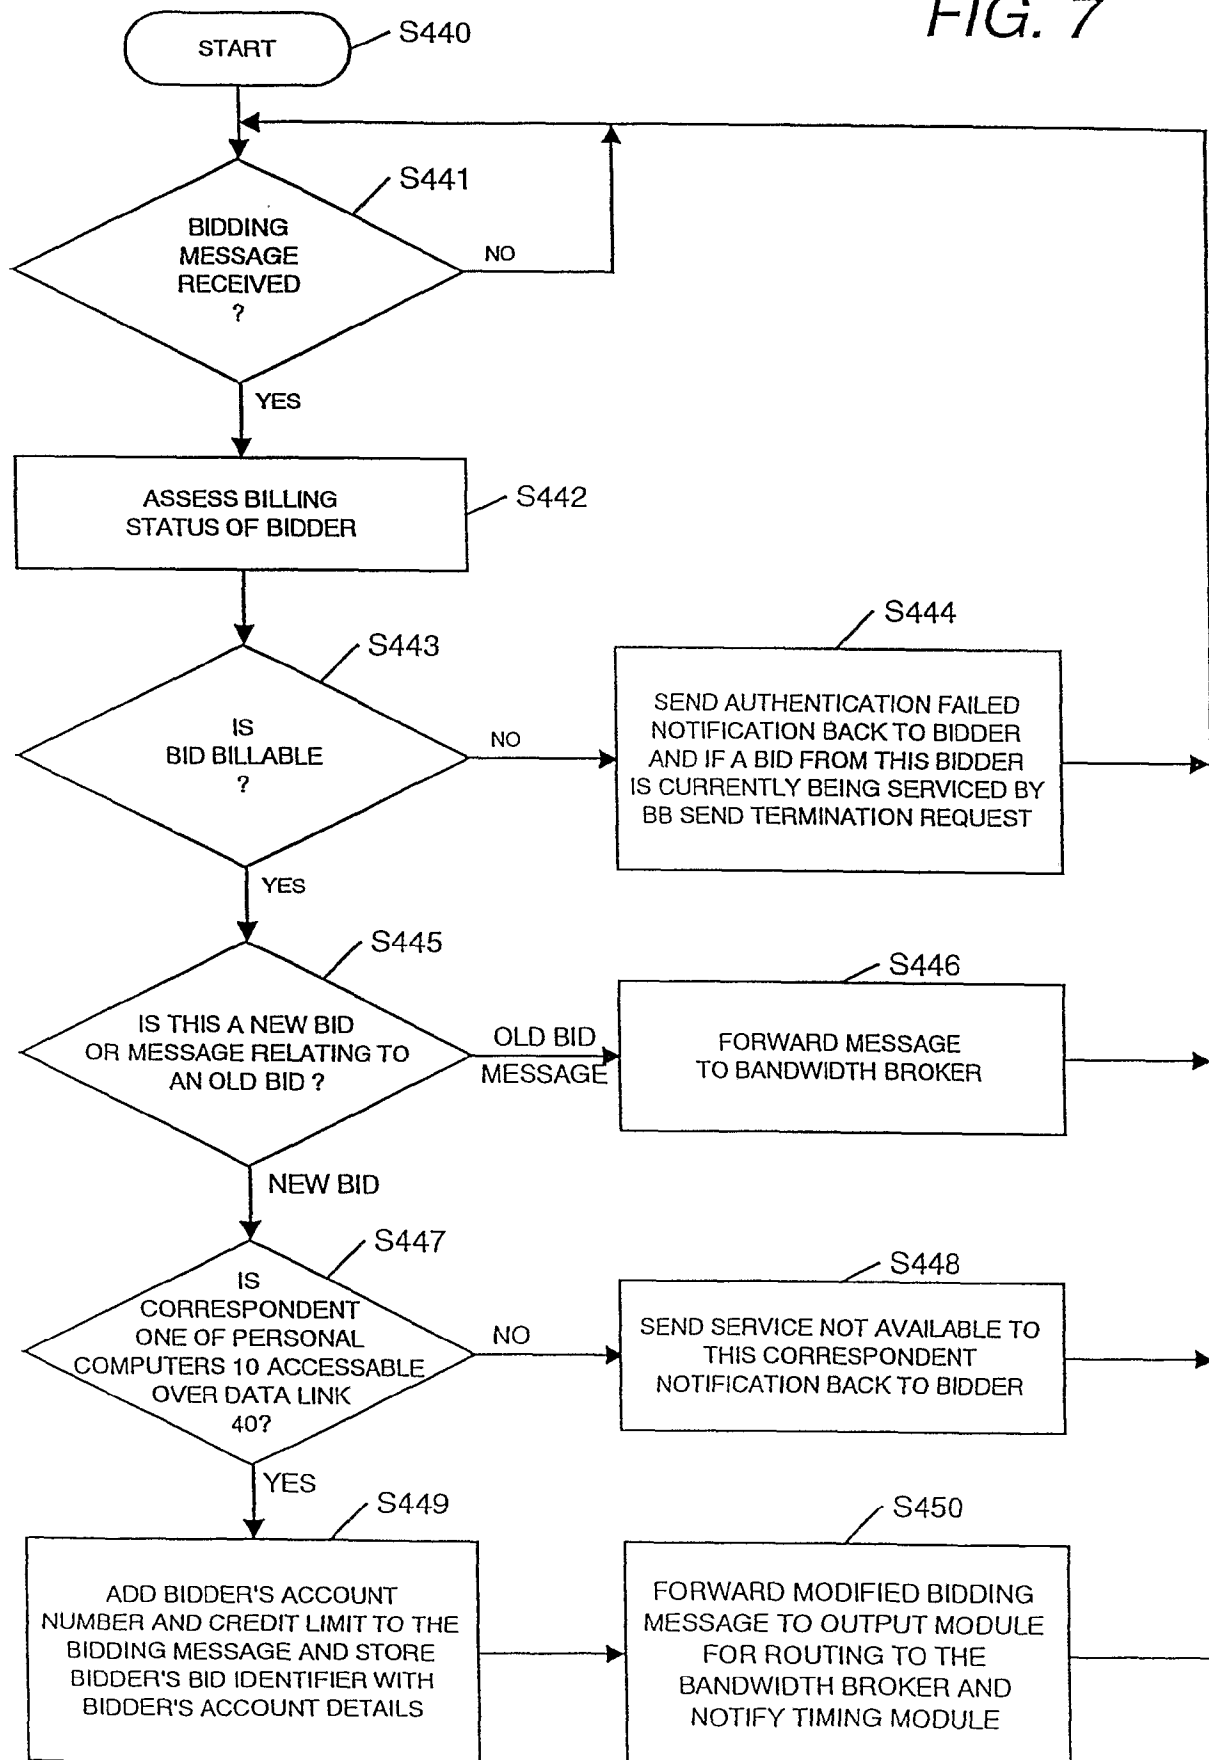 FIG. 7
START
S440
S441
BIDDING
MESSAGE
RECEIVED
?
NO
YES
ASSESS BILLING
STATUS OF BIDDER
S442
S443
IS
BID BILLABLE
?
NO
YES
S444
SEND AUTHENTICATION FAILED
NOTIFICATION BACK TO BIDDER
AND IF A BID FROM THIS BIDDER
IS CURRENTLY BEING SERVICED BY
BB SEND TERMINATION REQUEST
S445
IS THIS A NEW BID
OR MESSAGE RELATING TO
AN OLD BID ?
OLD BID
MESSAGE
NEW BID
S446
FORWARD MESSAGE
TO BANDWIDTH BROKER
S447
IS
CORRESPONDENT
ONE OF PERSONAL
COMPUTERS 10 ACCESSABLE
OVER DATA LINK
40?
NO
YES
S448
SEND SERVICE NOT AVAILABLE TO
THIS CORRESPONDENT
NOTIFICATION BACK TO BIDDER
S449
ADD BIDDER'S ACCOUNT
NUMBER AND CREDIT LIMIT TO THE
BIDDING MESSAGE AND STORE
BIDDER'S BID IDENTIFIER WITH
BIDDER'S ACCOUNT DETAILS
S450
FORWARD MODIFIED BIDDING
MESSAGE TO OUTPUT MODULE
FOR ROUTING TO THE
BANDWIDTH BROKER AND
NOTIFY TIMING MODULE